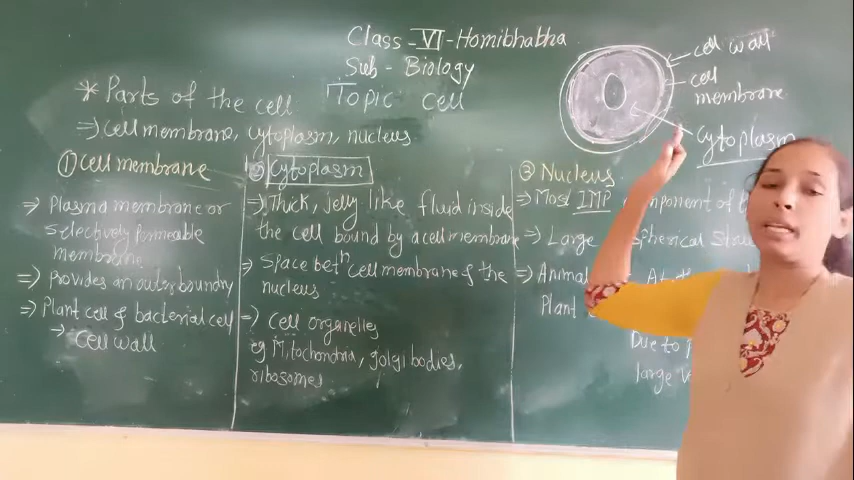 Class - VI - Homibhabha
Sub - Biology
Topic Cell
* Parts of the cell
⇒ Cell membrane, Cytoplasm, nucleus
① Cell membrane
⇒ Plasma membrane or
selectively permeable
membrane
⇒ Provides an outer boundry
⇒ Plant cell & bacterial cell
→ Cell wall
② Cytoplasm
⇒ Thick, jelly like fluid inside
the cell bound by a cell membrane
⇒ Space betn cell membrane & the
nucleus
⇒ Cell organelles
eg Mitochondria, golgi bodies,
ribosomes
③ Nucleus
⇒ Most IMP component of
⇒ Large spherical
⇒ Animal
Plant
Due to
large
cell wall
cell
membrane
Cytoplasm